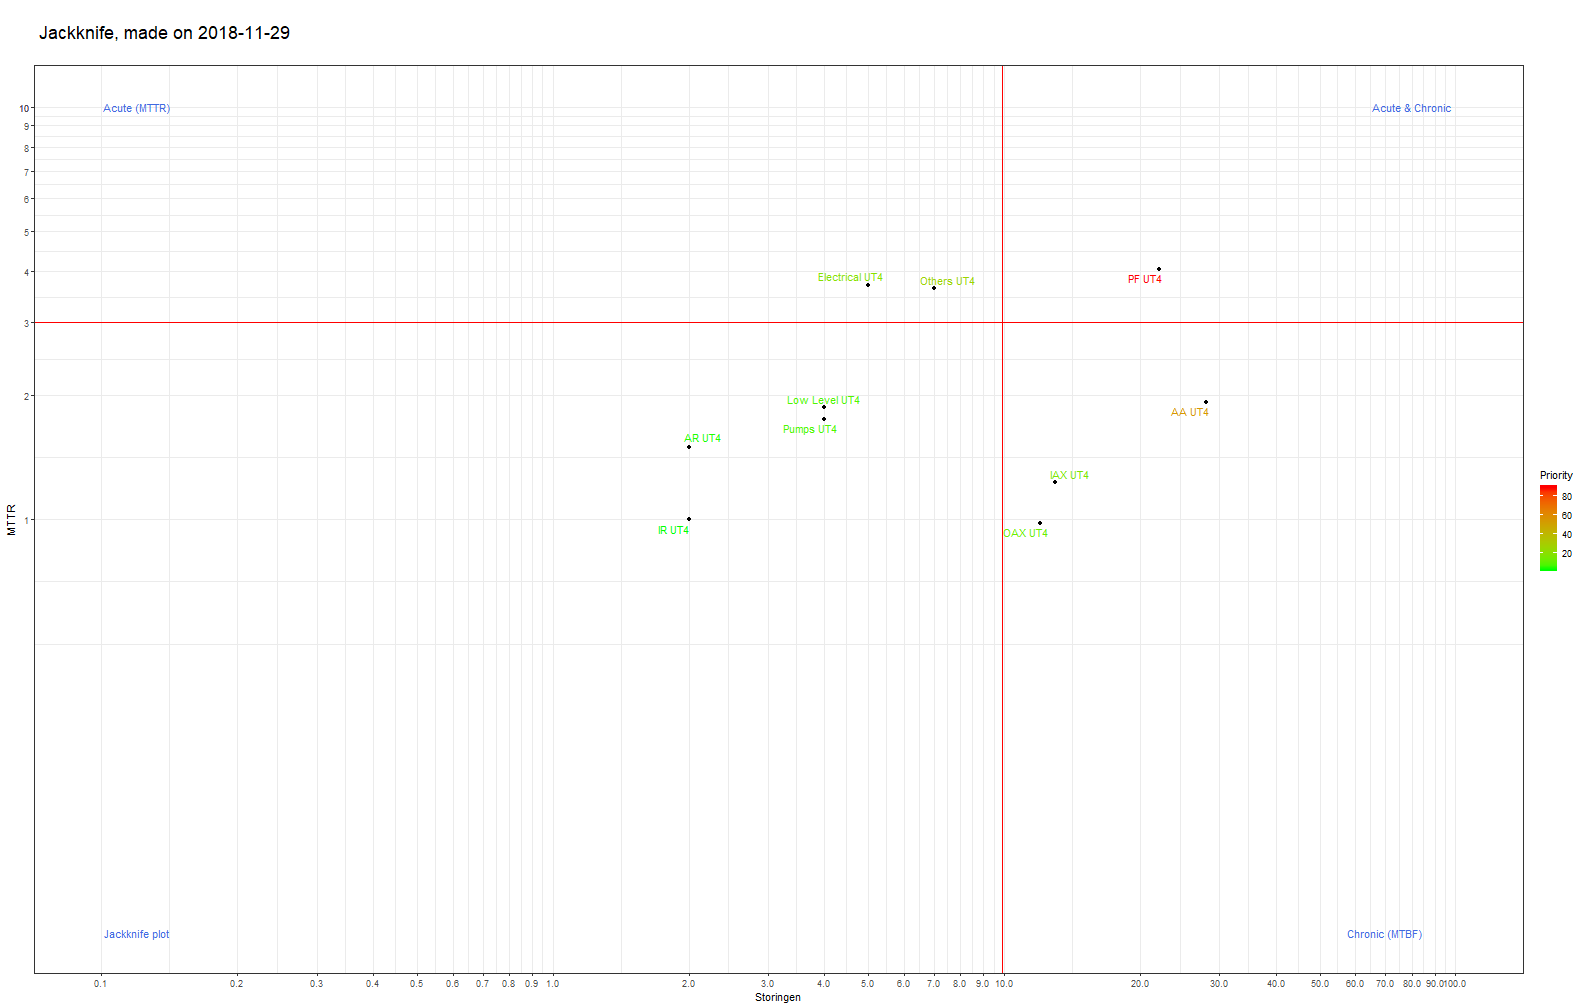 Jackknife, made on 2018-11-29
Acute (MTTR)
Acute & Chronic
10
9
8
7
6
5
4
3
2
1
MTTR
Electrical UT4
Others UT4
PF UT4
Low Level UT4
Pumps UT4
AA UT4
AR UT4
IAX UT4
IR UT4
OAX UT4
Priority
80
60
40
20
Jackknife plot
Chronic (MTBF)
0.1 0.2 0.3 0.4 0.5 0.6 0.7 0.8 0.9 1.0 2.0 3.0 4.0 5.0 6.0 7.0 8.0 9.0 10.0 20.0 30.0 40.0 50.0 60.0 70.0 80.0 90.0 100.0
Storingen